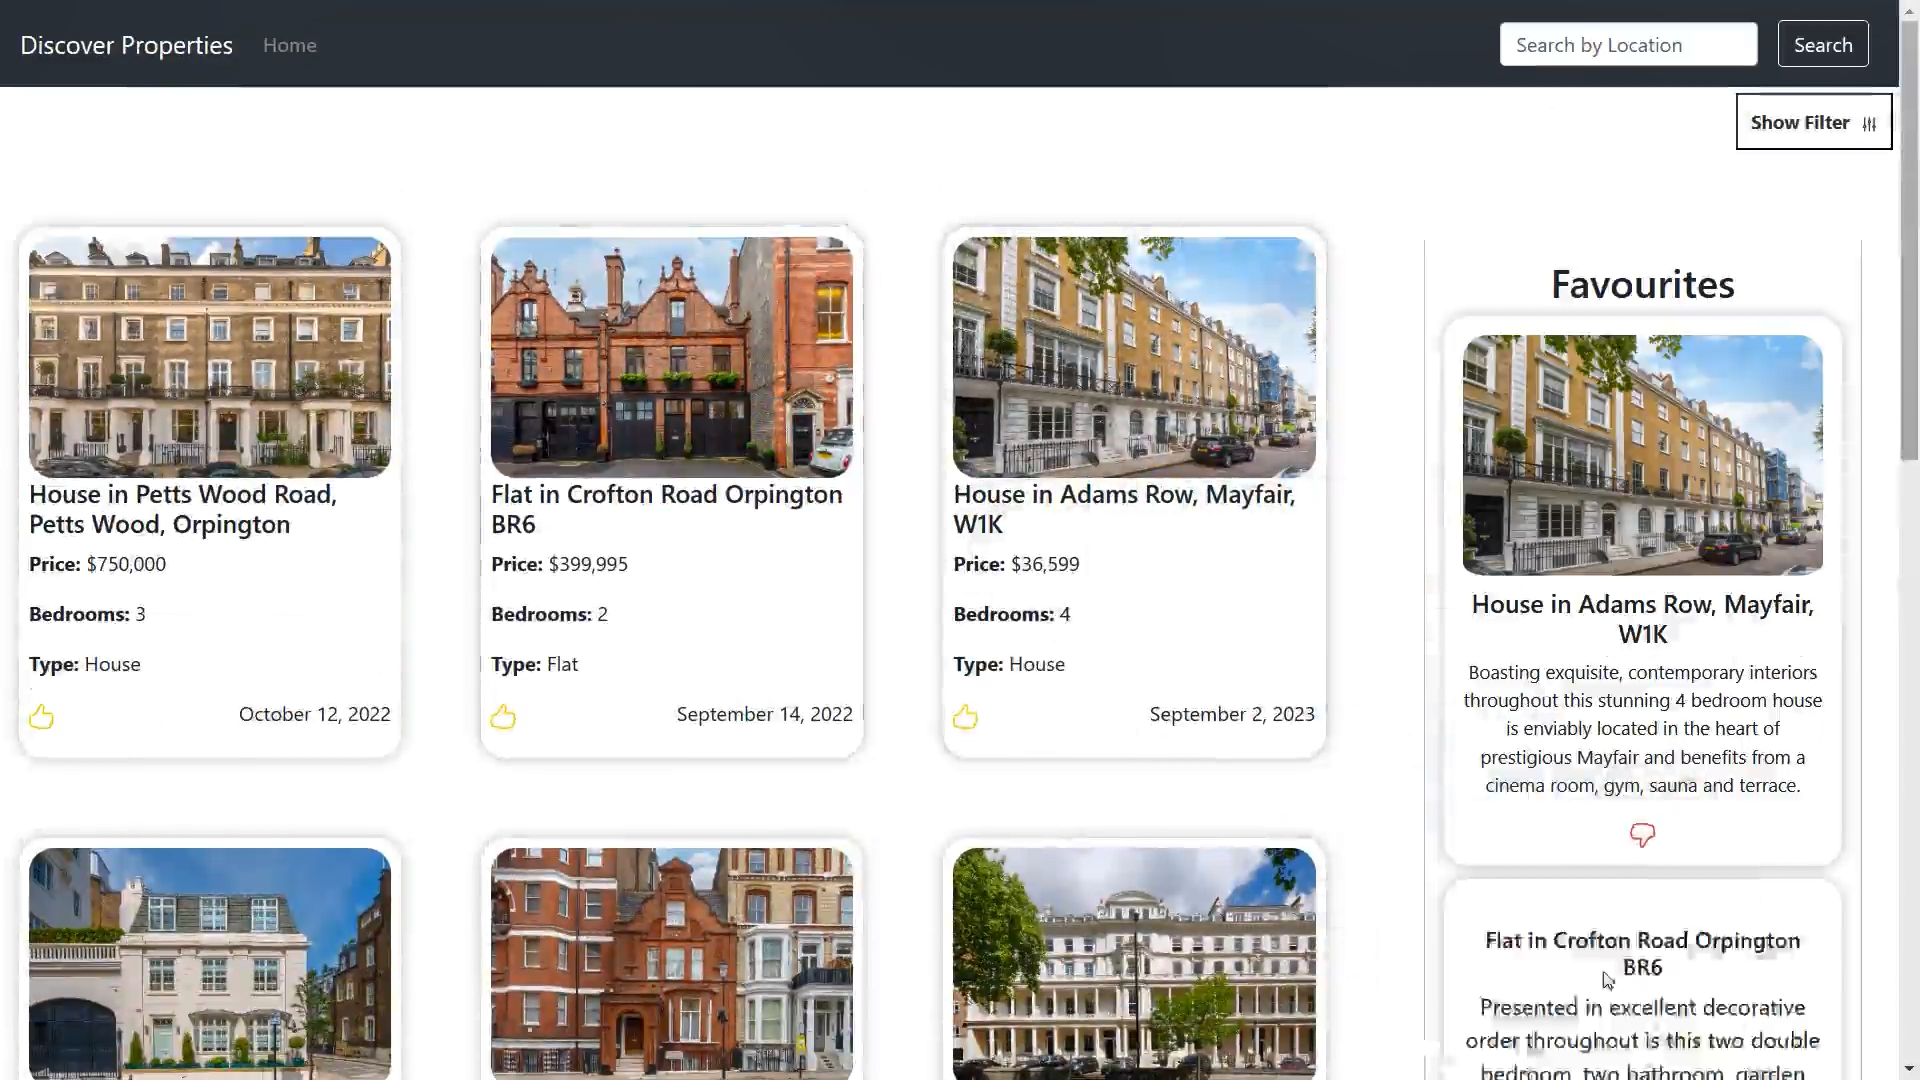 Discover Properties Home
Search by Location
Search
Show Filter
House in Petts Wood Road,
Petts Wood, Orpington
Price: $750,000
Bedrooms: 3
Type: House
October 12, 2022
Flat in Crofton Road Orpington
BR6
Price: $399,995
Bedrooms: 2
Type: Flat
September 14, 2022
House in Adams Row, Mayfair,
W1K
Price: $36,599
Bedrooms: 4
Type: House
September 2, 2023
Favourites
House in Adams Row, Mayfair,
W1K
Boasting exquisite, contemporary interiors
throughout this stunning 4 bedroom house
is enviably located in the heart of
prestigious Mayfair and benefits from a
cinema room, gym, sauna and terrace.
Flat in Crofton Road Orpington
BR6
Presented in excellent decorative
order throughout is this two double
bedroom, two bathroom, garden